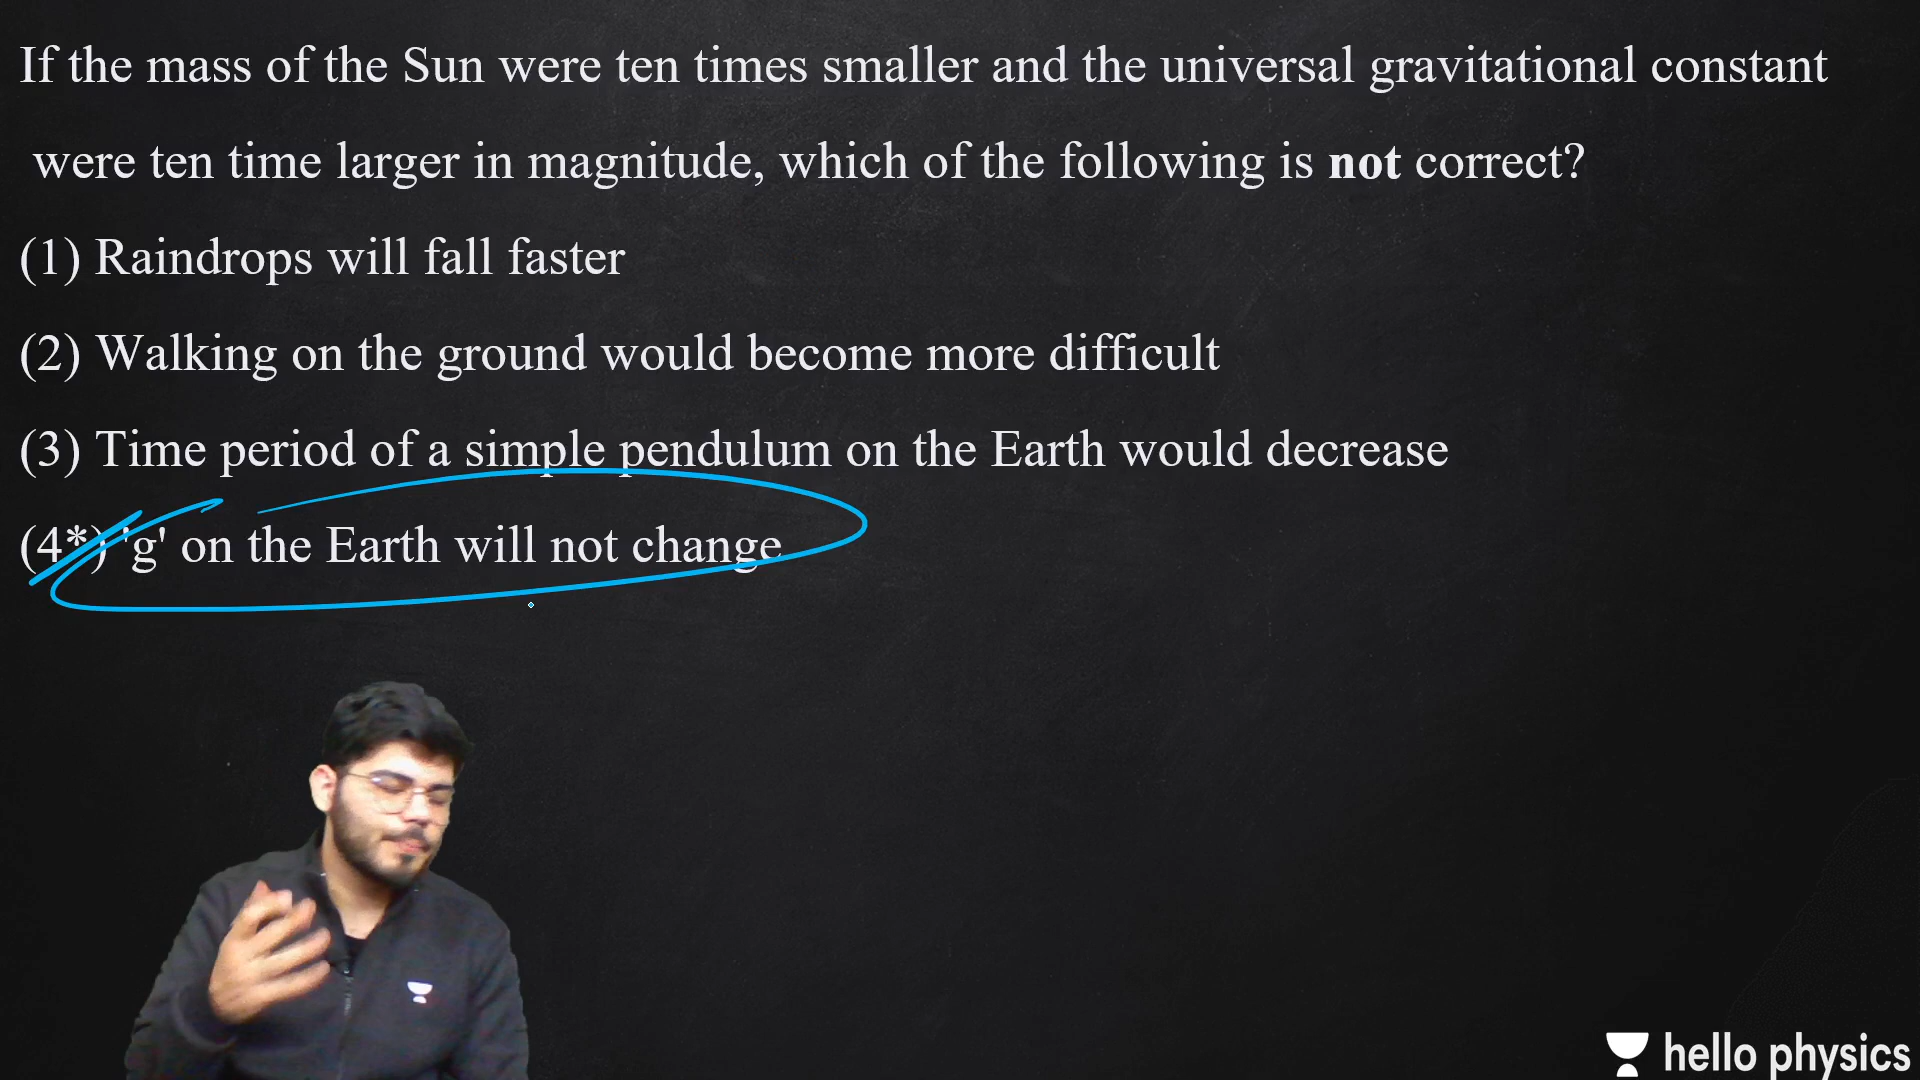 If the mass of the Sun were ten times smaller and the universal gravitational constant
were ten time larger in magnitude, which of the following is not correct?
(1) Raindrops will fall faster
(2) Walking on the ground would become more difficult
(3) Time period of a simple pendulum on the Earth would decrease
(4*) 'g' on the Earth will not change
hello physics